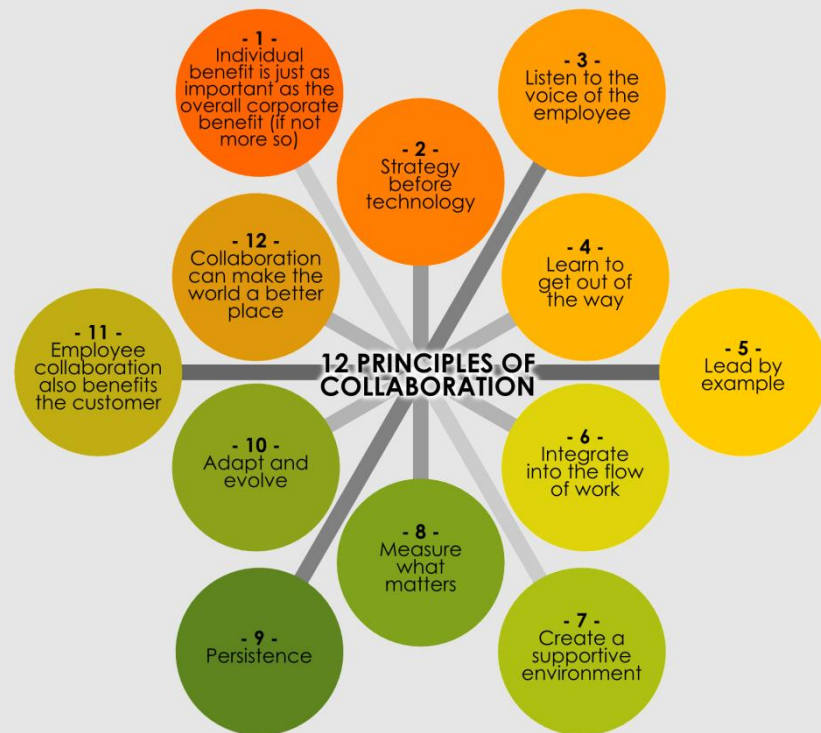 - 1 -
Individual
benefit is just as
important as the
overall corporate
benefit (if not
more so)
- 2 -
Strategy
before
technology
- 3 -
Listen to the
voice of the
employee
- 4 -
Learn to
get out of
the way
- 5 -
Lead by
example
- 6 -
Integrate
into the flow
of work
- 7 -
Create a
supportive
environment
- 8 -
Measure
what
matters
- 9 -
Persistence
- 10 -
Adapt and
evolve
- 11 -
Employee
collaboration
also benefits
the customer
- 12 -
Collaboration
can make the
world a better
place
12 PRINCIPLES OF
COLLABORATION